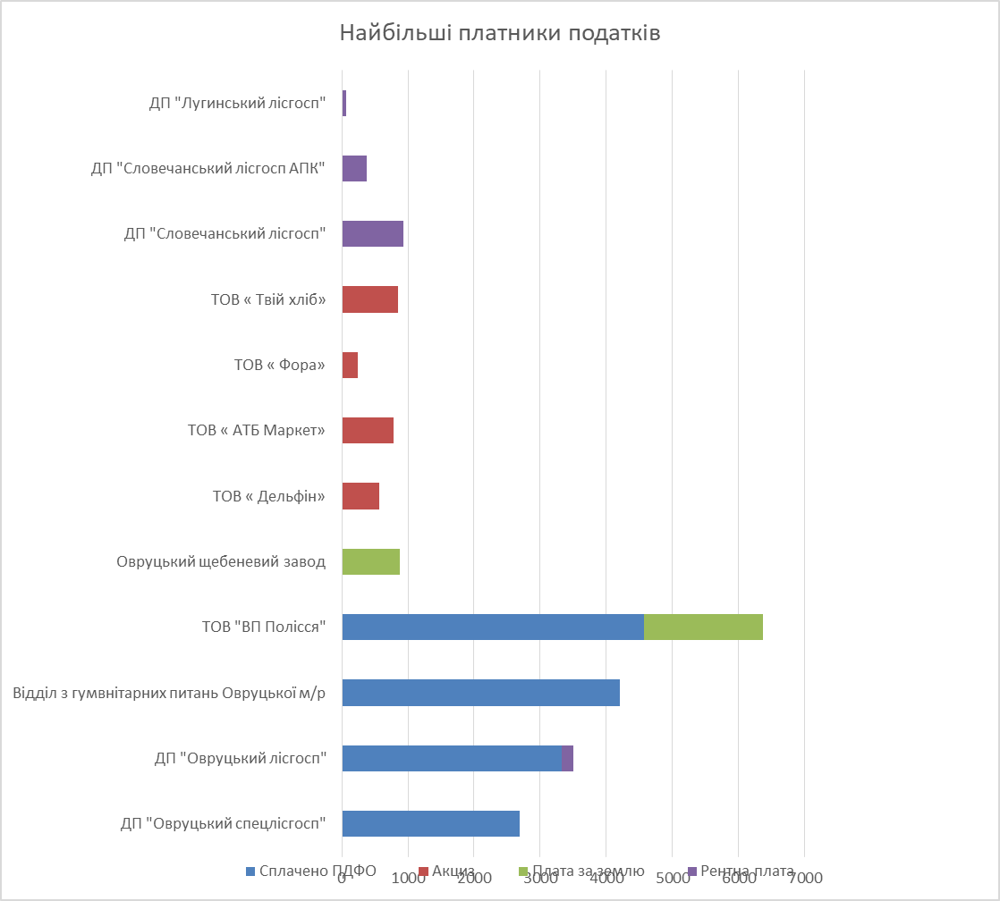 Найбільші платники податків
ДП "Лугинський лісгосп"
ДП "Словечанський лісгосп АПК"
ДП "Словечанський лісгосп"
ТОВ « Твій хліб»
ТОВ « Фора»
ТОВ « АТБ Маркет»
ТОВ « Дельфін»
Овруцький щебеневий завод
ТОВ "ВП Полісся"
Відділ з гумвнітарних питань Овруцької м/р
ДП "Овруцький лісгосп"
ДП "Овруцький спецлісгосп"
Сплачено ПДФО Акциз Плата за землю Рентна плата
0 1000 2000 3000 4000 5000 6000 7000